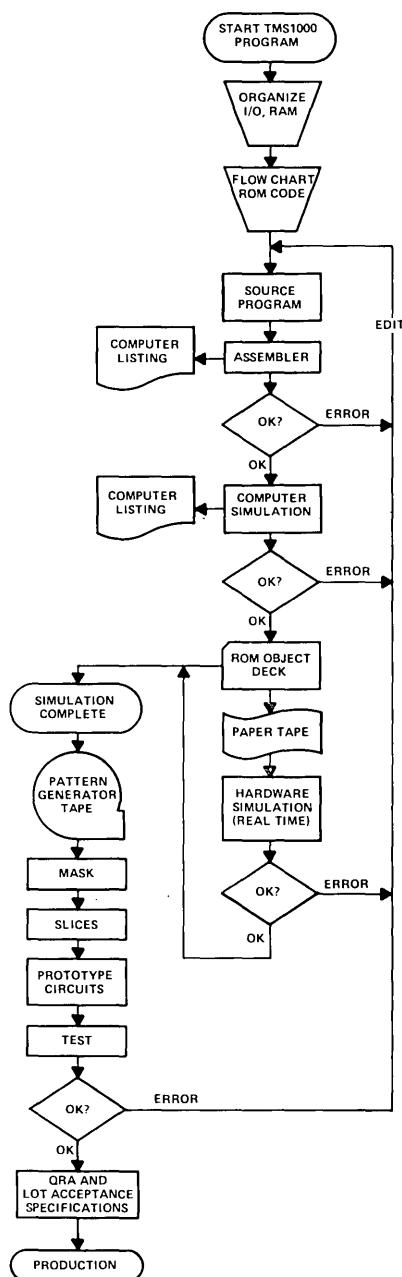 START TMS1000
PROGRAM
ORGANIZE
I/O, RAM
FLOW CHART
ROM CODE
SOURCE
PROGRAM
EDIT
COMPUTER
LISTING
ASSEMBLER
OK?
ERROR
OK
COMPUTER
LISTING
COMPUTER
SIMULATION
OK?
ERROR
OK
ROM OBJECT
DECK
SIMULATION
COMPLETE
PAPER TAPE
PATTERN
GENERATOR
TAPE
HARDWARE
SIMULATION
(REAL TIME)
MASK
OK?
ERROR
OK
SLICES
PROTOTYPE
CIRCUITS
TEST
OK?
ERROR
OK
QRA AND
LOT ACCEPTANCE
SPECIFICATIONS
PRODUCTION